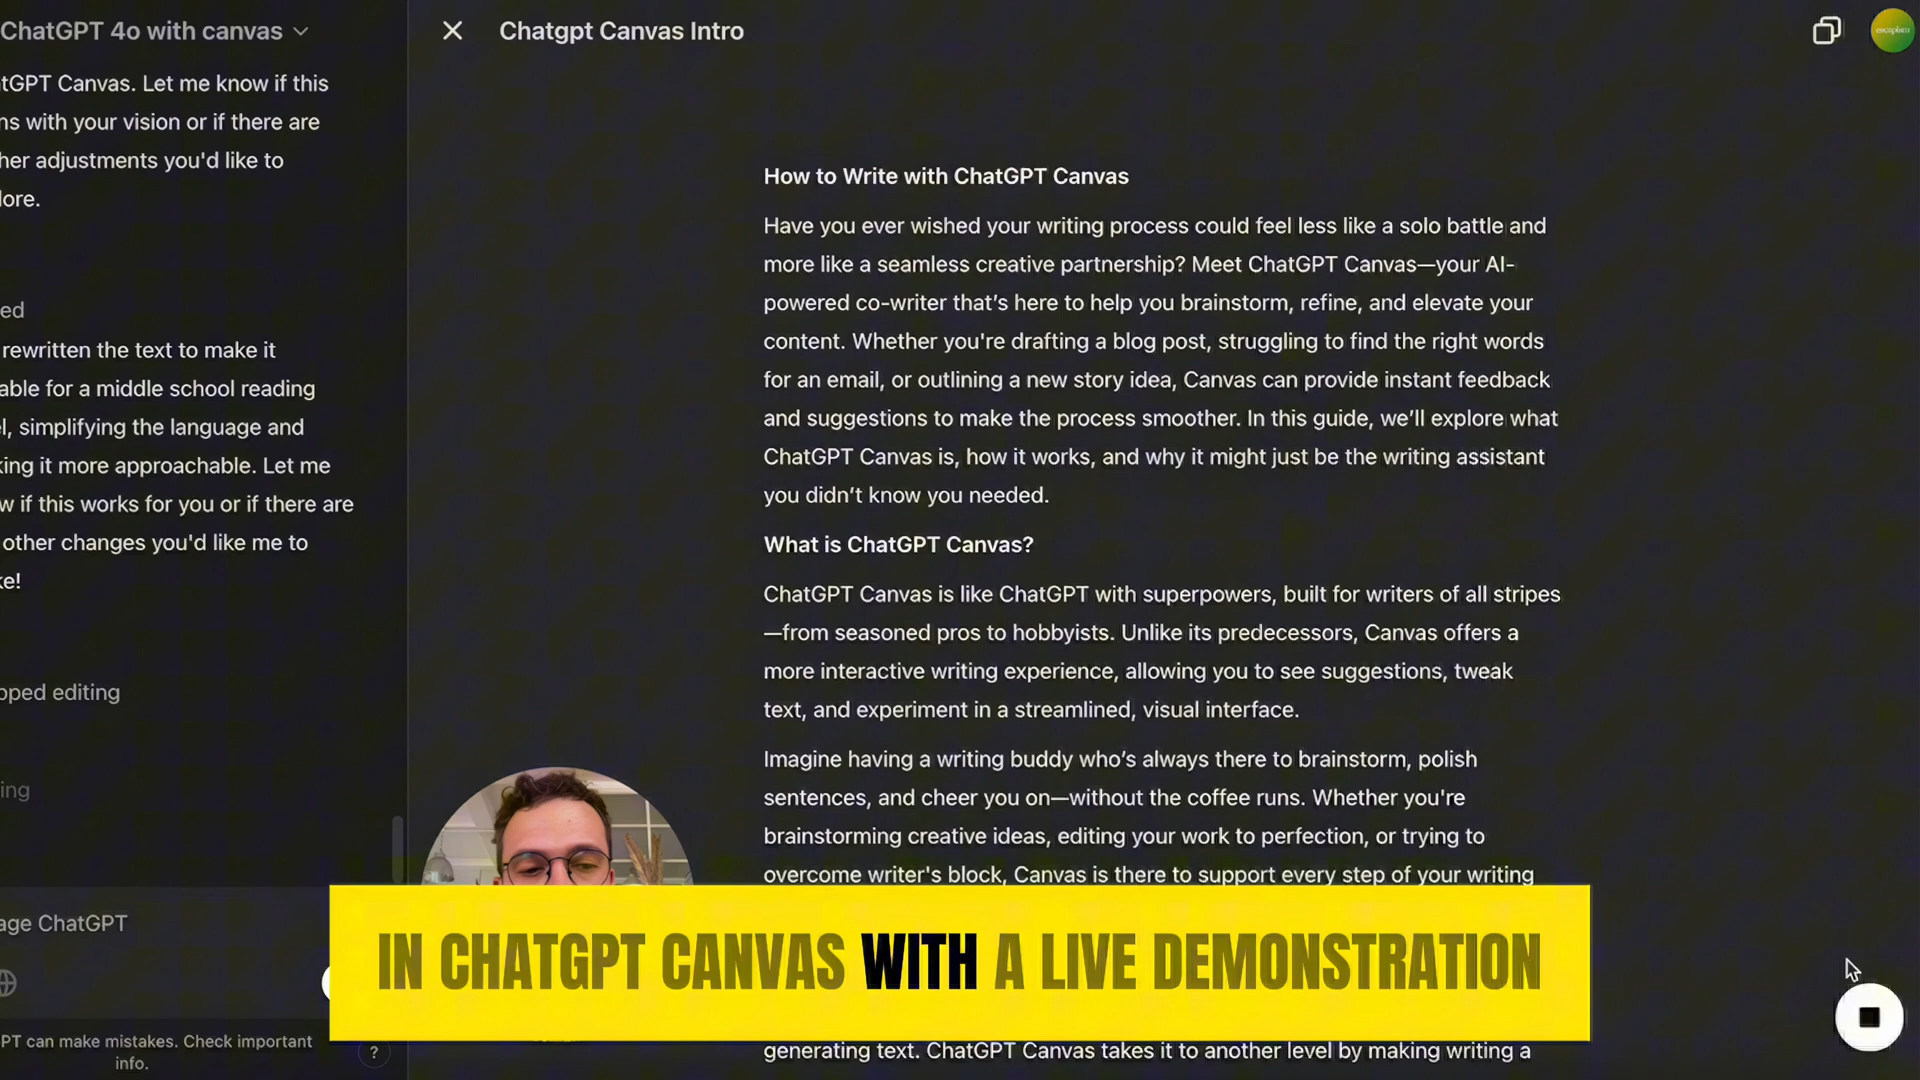 ChatGPT 4o with canvas
tGPT Canvas. Let me know if this
ns with your vision or if there are
her adjustments you'd like to
lore.
ed
rewritten the text to make it
able for a middle school reading
el, simplifying the language and
king it more approachable. Let me
w if this works for you or if there are
other changes you'd like me to
ke!
pped editing
ing
age ChatGPT
PT can make mistakes. Check important
info.
?
Chatgpt Canvas Intro
How to Write with ChatGPT Canvas
Have you ever wished your writing process could feel less like a solo battle and
more like a seamless creative partnership? Meet ChatGPT Canvas—your AI-
powered co-writer that’s here to help you brainstorm, refine, and elevate your
content. Whether you're drafting a blog post, struggling to find the right words
for an email, or outlining a new story idea, Canvas can provide instant feedback
and suggestions to make the process smoother. In this guide, we’ll explore what
ChatGPT Canvas is, how it works, and why it might just be the writing assistant
you didn’t know you needed.
What is ChatGPT Canvas?
ChatGPT Canvas is like ChatGPT with superpowers, built for writers of all stripes
—from seasoned pros to hobbyists. Unlike its predecessors, Canvas offers a
more interactive writing experience, allowing you to see suggestions, tweak
text, and experiment in a streamlined, visual interface.
Imagine having a writing buddy who’s always there to brainstorm, polish
sentences, and cheer you on—without the coffee runs. Whether you're
brainstorming creative ideas, editing your work to perfection, or trying to
overcome writer's block, Canvas is there to support every step of your writing
IN CHATGPT CANVAS WITH A LIVE DEMONSTRATION
generating text. ChatGPT Canvas takes it to another level by making writing a